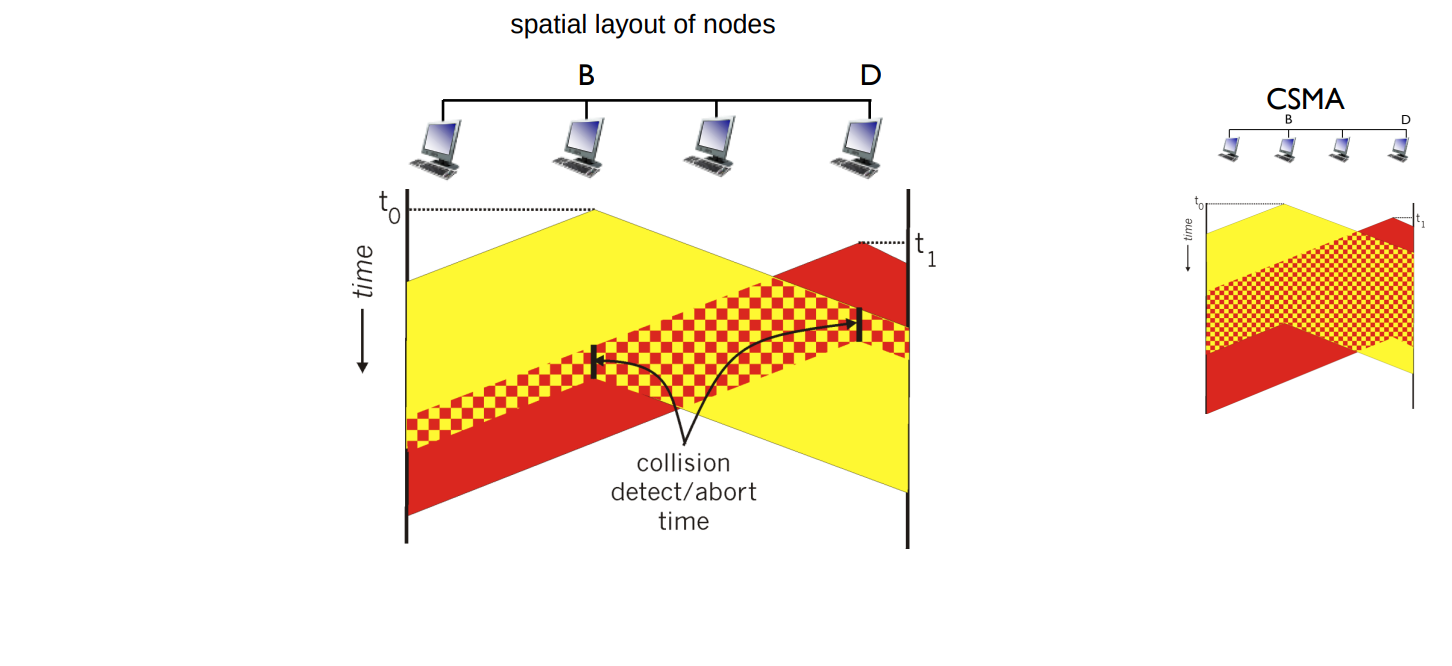 spatial layout of nodes
B
D
t0
t1
time
collision
detect/abort
time
CSMA
B
D
t0
t1
time